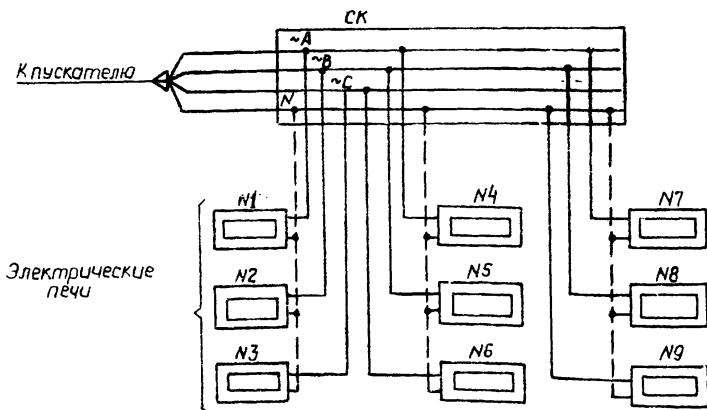 СК
~А
~В
К пускателю
~С
N
N1
N4
N7
Электрические
печи
N2
N5
N8
N3
N6
N9